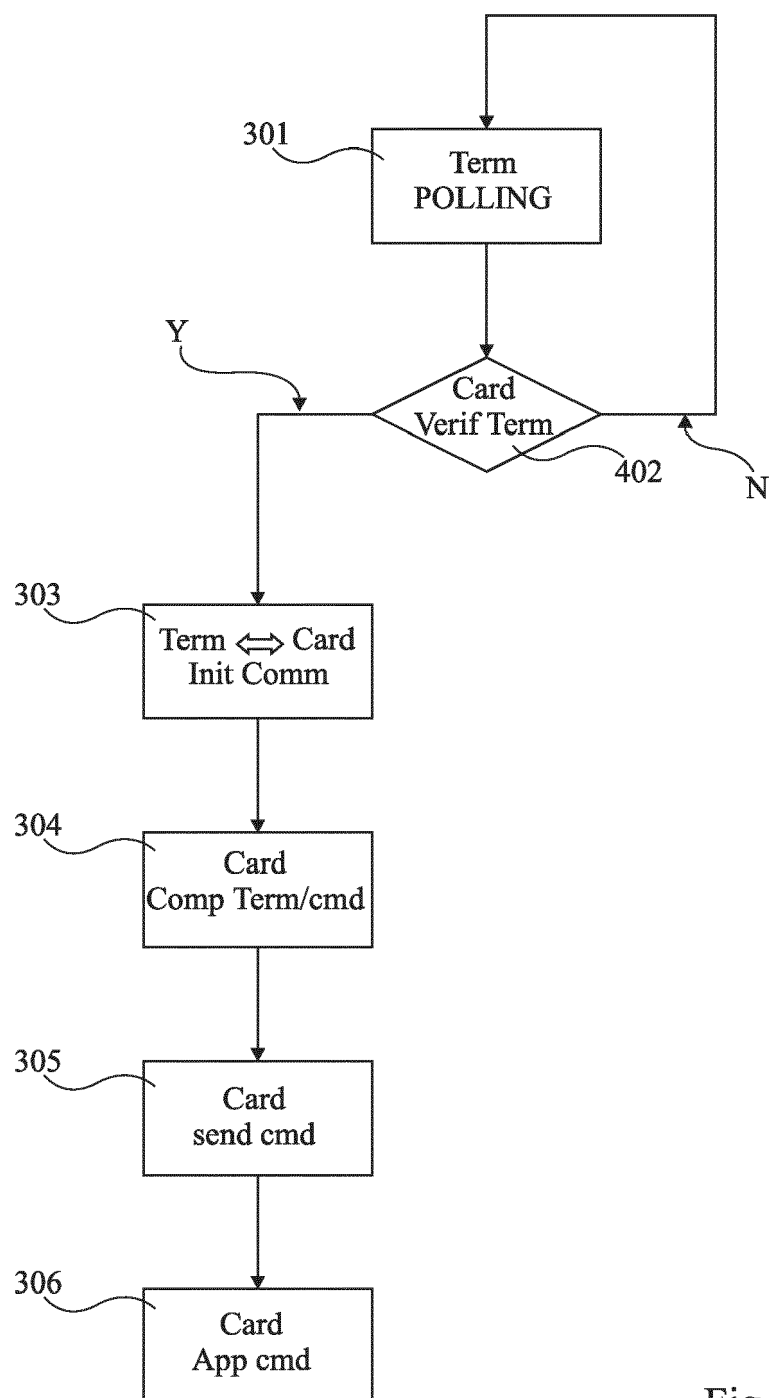 301
Term
POLLING
Y
Card
Verif Term
402
N
303
Term ⇔ Card
Init Comm
304
Card
Comp Term/cmd
305
Card
send cmd
306
Card
App cmd